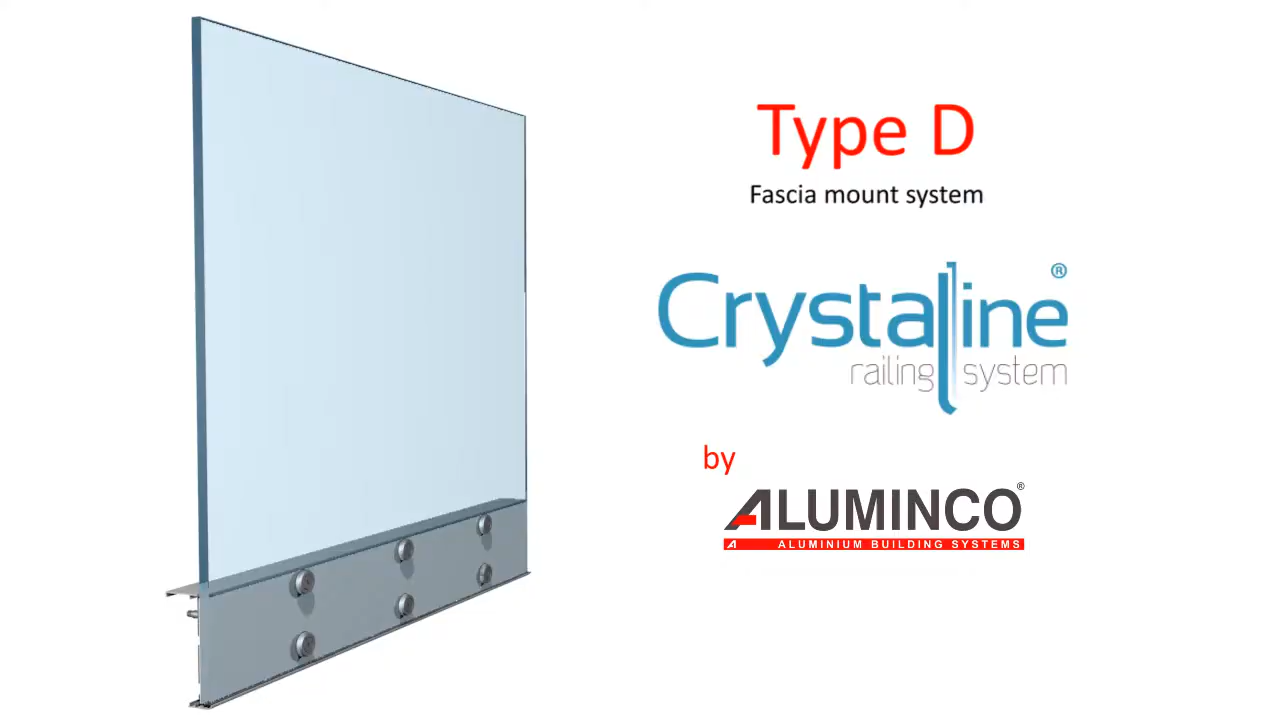 Type D
Fascia mount system
Crystalline®
railing system
by
ALUMINCO®
ALUMINIUM BUILDING SYSTEMS